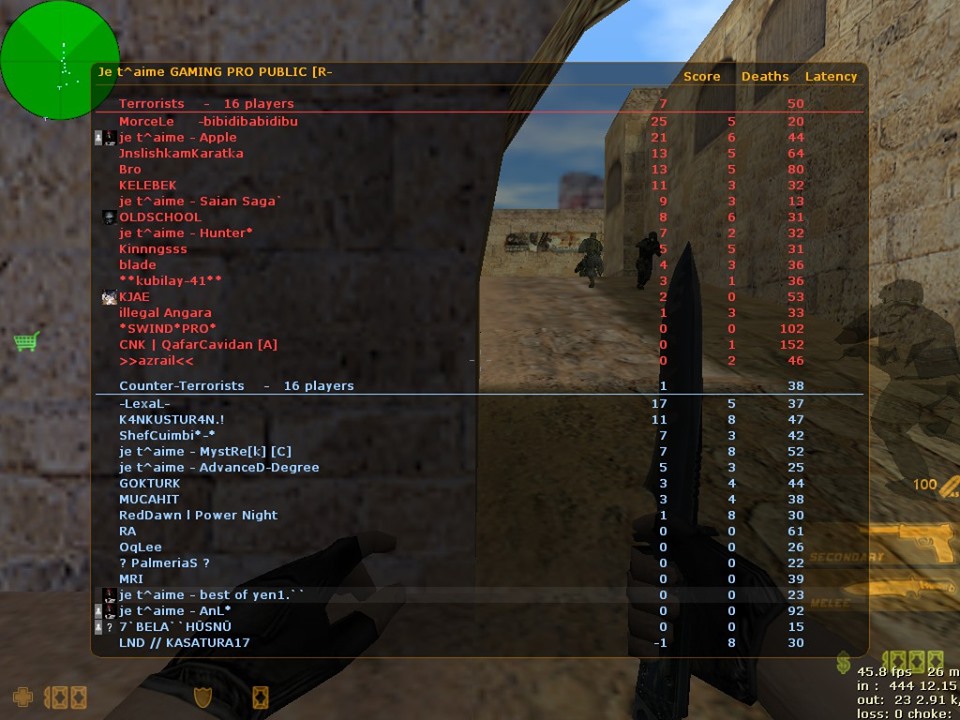 Je t^aime GAMING PRO PUBLIC [R- Score Deaths Latency
Terrorists - 16 players 7 50
MorceLe -bibidibabidibu 25 5 20
je t^aime - Apple 21 6 44
JnslishkamKaratka 13 5 64
Bro 13 5 80
KELEBEK 11 3 32
je t^aime - Saian Saga` 9 3 13
OLDSCHOOL 8 6 31
je t^aime - Hunter* 7 2 32
Kinngsss 5 5 31
blade 4 3 36
**kubilay-41** 3 1 36
KJAE 2 0 53
illegal Angara 1 3 33
*SWIND*PRO* 0 0 102
CNK | QafarCavidan [A] 0 1 152
>>azrail<< - 0 2 46
Counter-Terrorists - 16 players 1 38
-LexaL- 17 5 37
K4NKUSTUR4N.! 11 8 47
ShefCuimbi*-* 7 3 42
je t^aime - MystRe[k] [C] 7 8 52
je t^aime - AdvanceD-Degree 5 3 25
GOKTURK 3 4 44
MUCAHIT 3 4 38
100
RedDawn l Power Night 1 8 30
RA 0 0 61
OqLee 0 0 26
SECONDARY
? PalmeriaS ? 0 0 22
MRI 0 0 39
je t^aime - best of yen1.`` 0 0 23
MELEE
je t^aime - AnL* 0 0 92
7`BELA``HÜSNÜ 0 0 15
LND // KASATURA17 -1 8 30
$
45.8 fps 26 m
in : 444 12.15
out: 23 2.91 k/
loss: 0 choke: